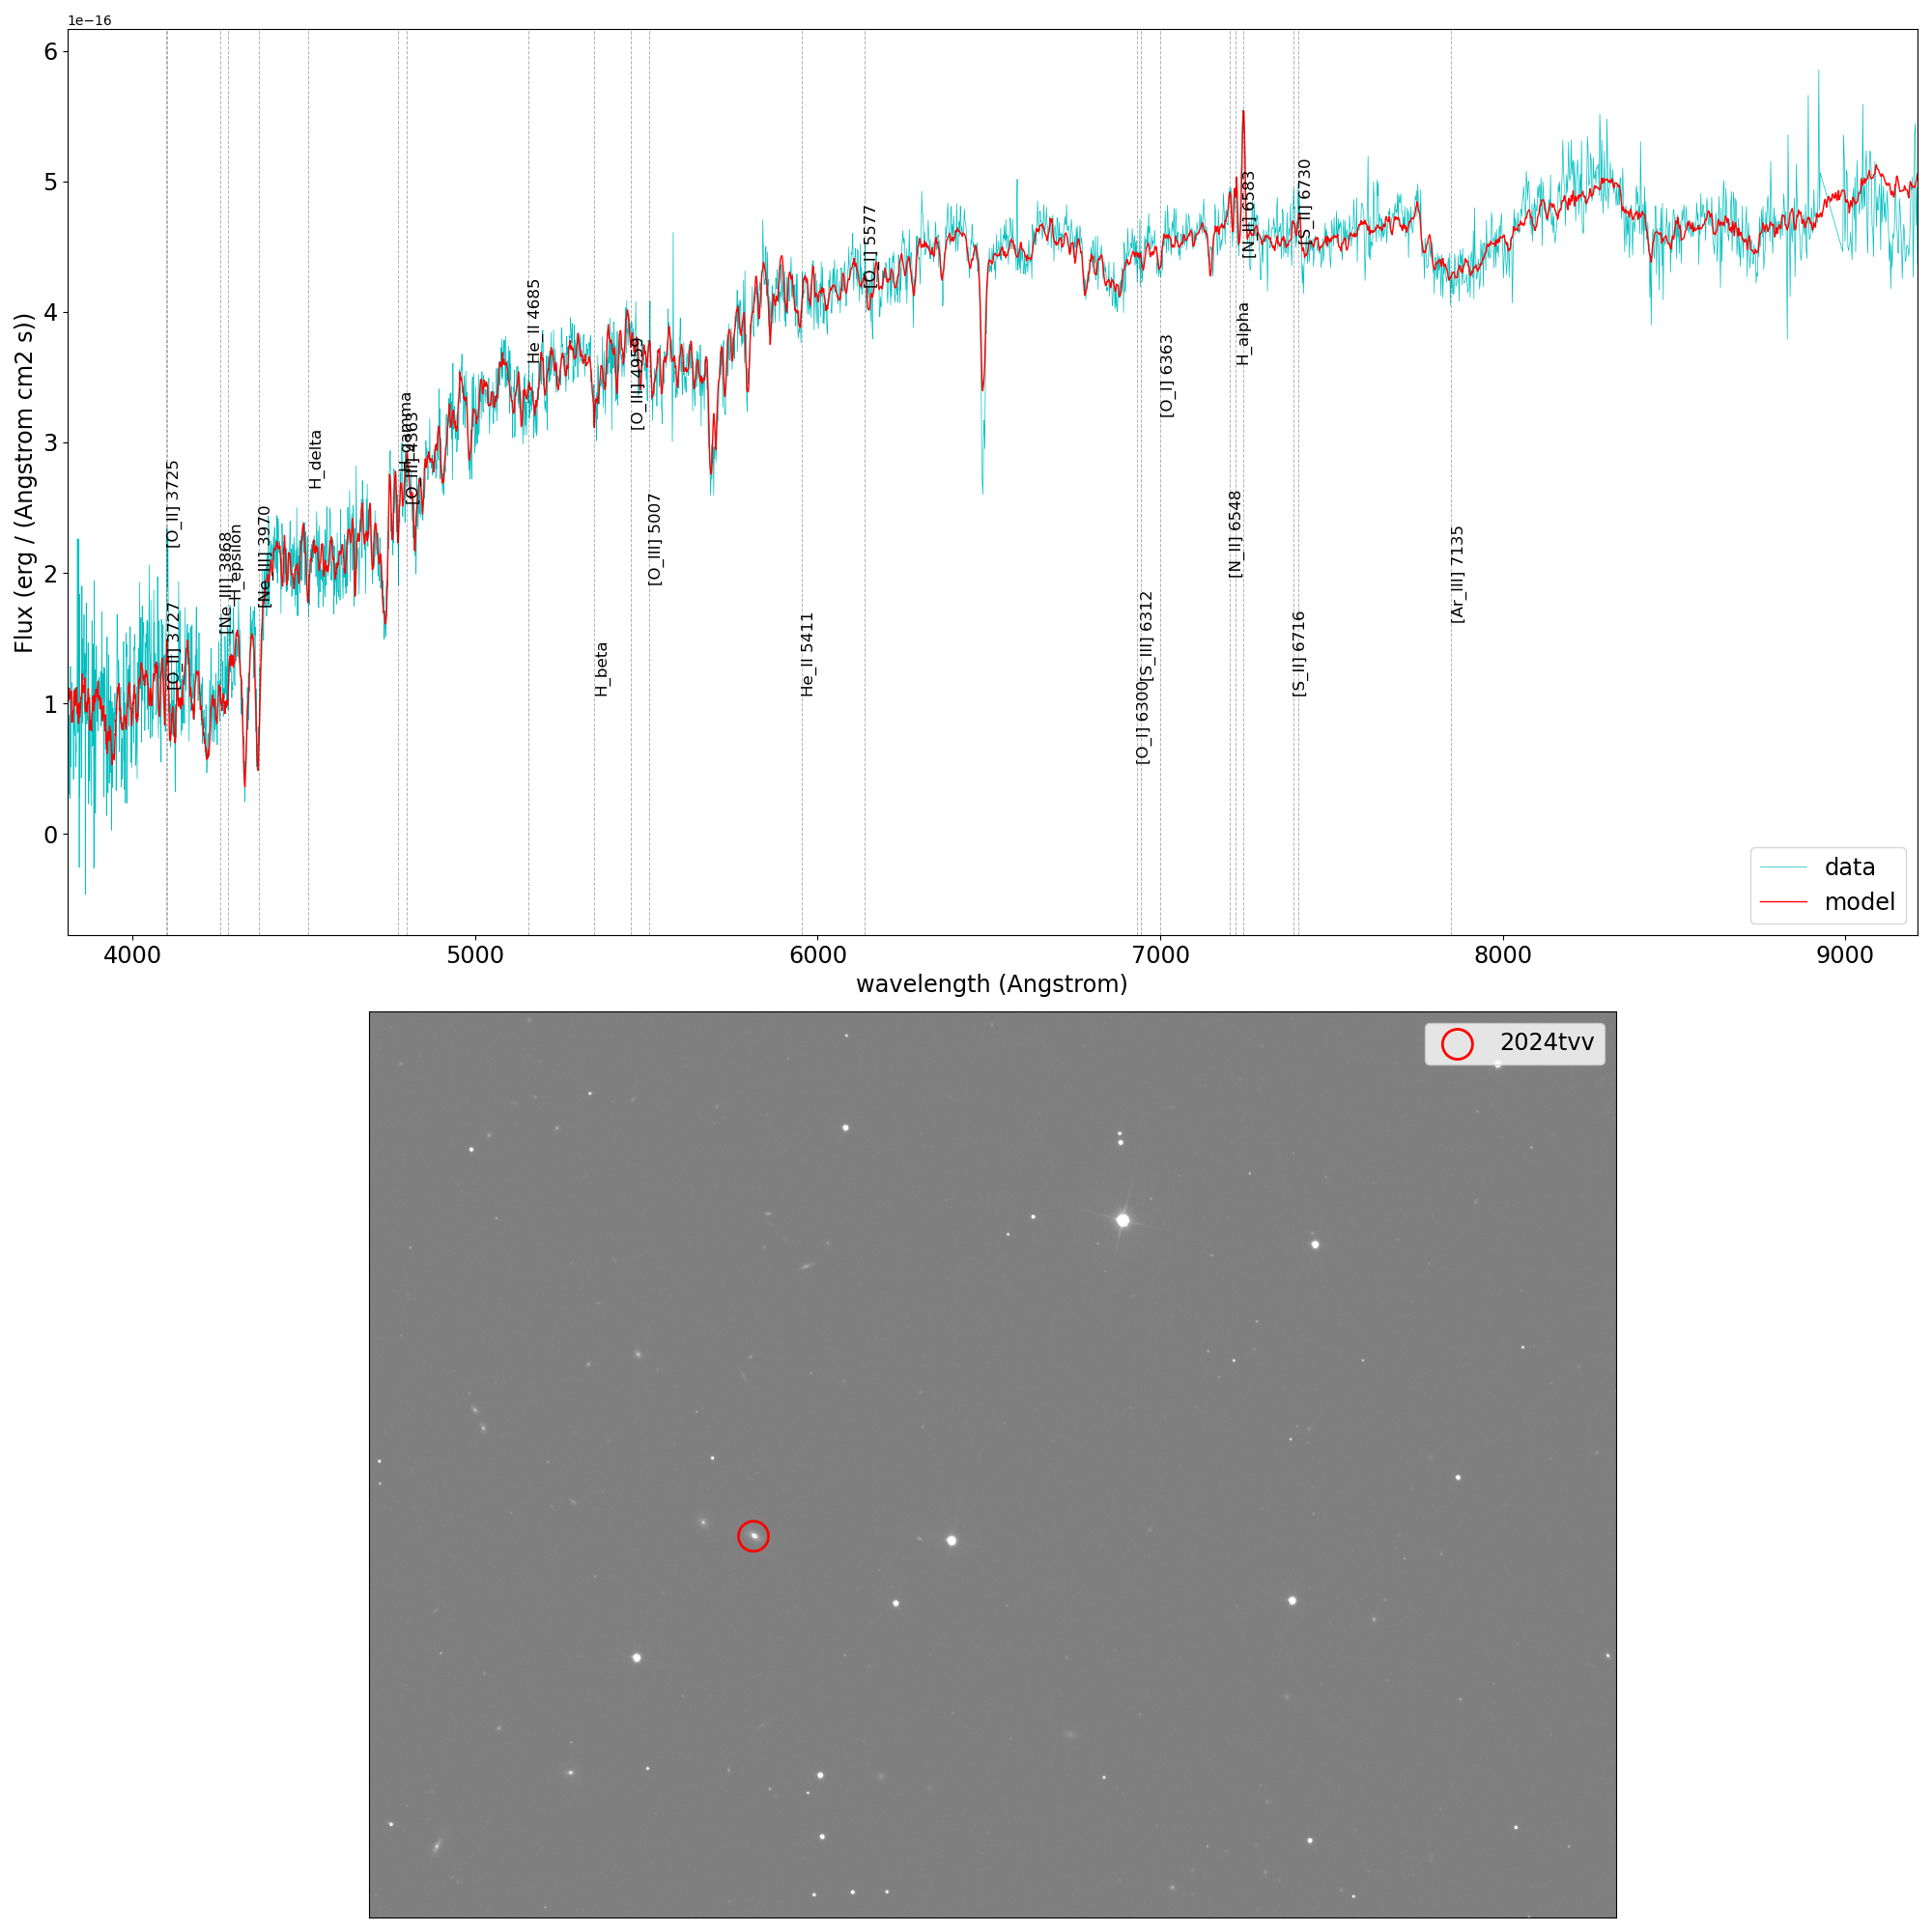 1e−16
6
5
4
3
2
1
0
Flux (erg / (Angstrom cm2 s))
[O_II] 3725
[O_II] 3727
[Ne_III] 3868
H_epsilon
[Ne_III] 3970
H_delta
H_gamma
[O_III] 4363
He_II 4685
H_beta
[O_III] 4959
[O_III] 5007
He_II 5411
[O_I] 5577
[O_I] 6300
[S_III] 6312
[O_I] 6363
[N_II] 6548
H_alpha
[N_II] 6583
[S_II] 6716
[S_II] 6730
[Ar_III] 7135
data
model
4000 5000 6000 7000 8000 9000
wavelength (Angstrom)
2024tvv